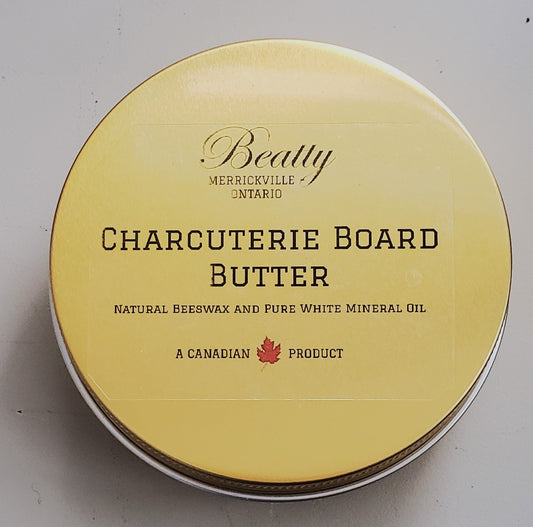 Beatty
MERRICKVILLE -
ONTARIO
CHARCUTERIE BOARD
BUTTER
NATURAL BEESWAX AND PURE WHITE MINERAL OIL
A CANADIAN PRODUCT